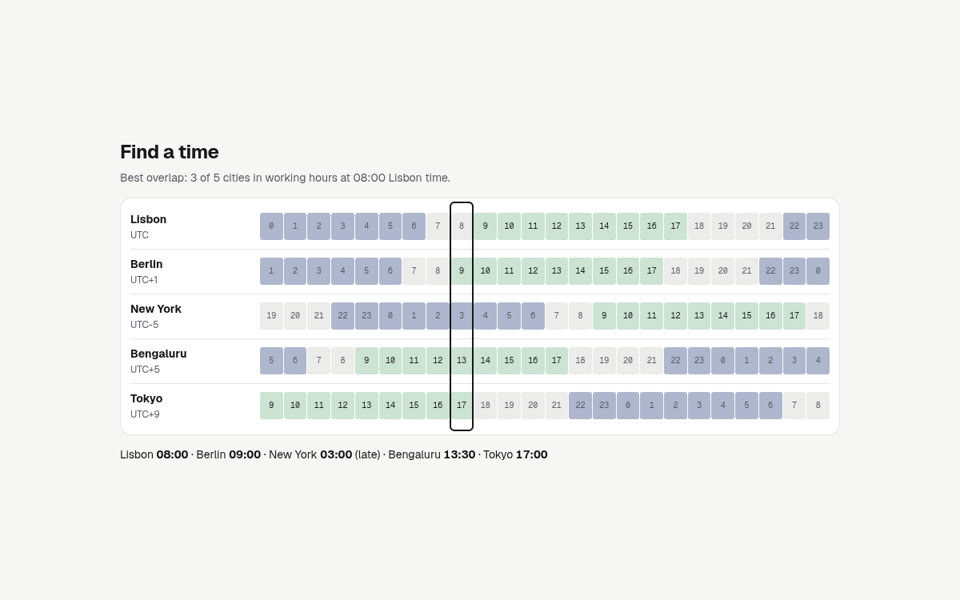 Find a time
Best overlap: 3 of 5 cities in working hours at 08:00 Lisbon time.
Lisbon 0 1 2 3 4 5 6 7 8 9 10 11 12 13 14 15 16 17 18 19 20 21 22 23
UTC
Berlin 1 2 3 4 5 6 7 8 9 10 11 12 13 14 15 16 17 18 19 20 21 22 23 0
UTC+1
New York 19 20 21 22 23 0 1 2 3 4 5 6 7 8 9 10 11 12 13 14 15 16 17 18
UTC-5
Bengaluru 5 6 7 8 9 10 11 12 13 14 15 16 17 18 19 20 21 22 23 0 1 2 3 4
UTC+5
Tokyo 9 10 11 12 13 14 15 16 17 18 19 20 21 22 23 0 1 2 3 4 5 6 7 8
UTC+9
Lisbon 08:00 · Berlin 09:00 · New York 03:00 (late) · Bengaluru 13:30 · Tokyo 17:00